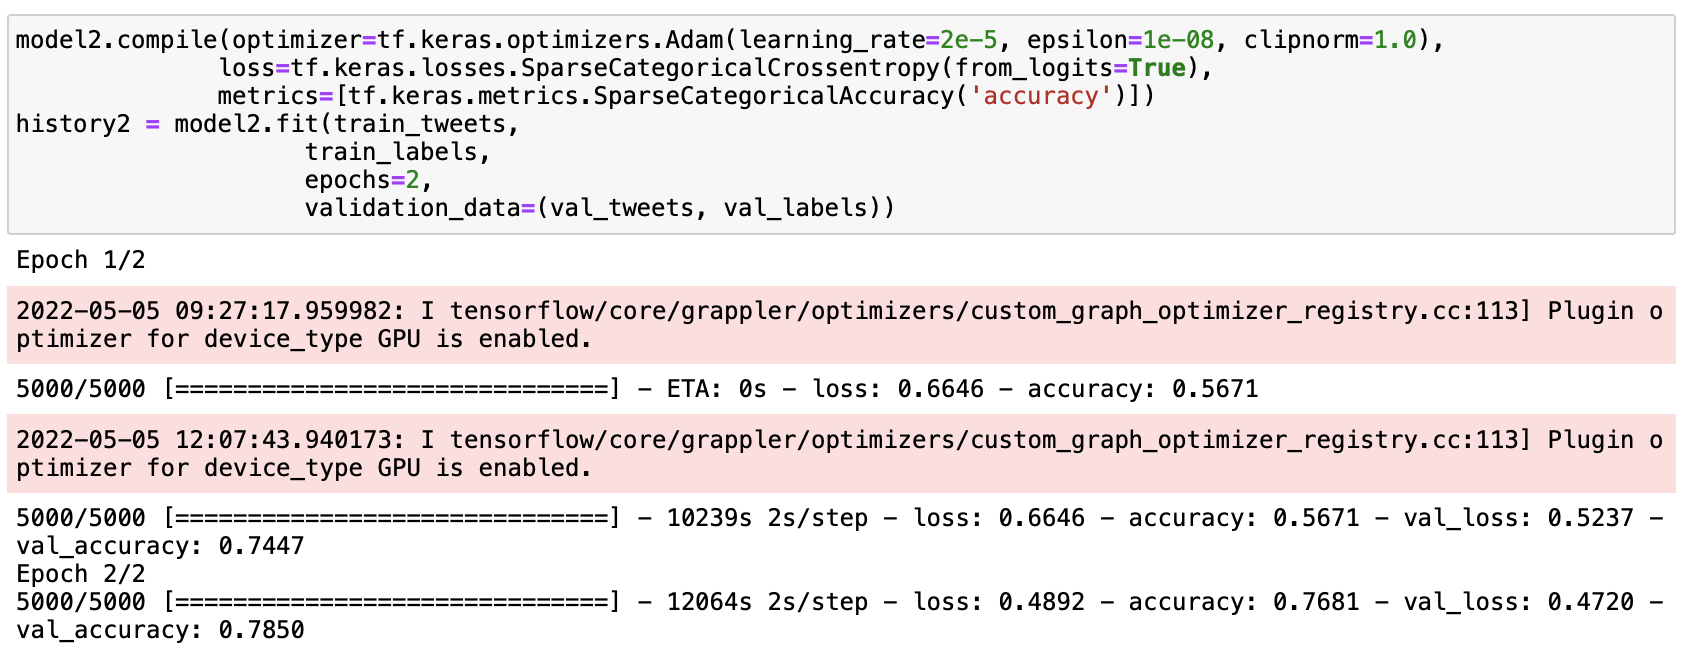 model2.compile(optimizer=tf.keras.optimizers.Adam(learning_rate=2e-5, epsilon=1e-08, clipnorm=1.0),
              loss=tf.keras.losses.SparseCategoricalCrossentropy(from_logits=True),
              metrics=[tf.keras.metrics.SparseCategoricalAccuracy('accuracy')])
history2 = model2.fit(train_tweets,
                    train_labels,
                    epochs=2,
                    validation_data=(val_tweets, val_labels))
Epoch 1/2
2022-05-05 09:27:17.959982: I tensorflow/core/grappler/optimizers/custom_graph_optimizer_registry.cc:113] Plugin o
ptimizer for device_type GPU is enabled.
5000/5000 [==============================] - ETA: 0s - loss: 0.6646 - accuracy: 0.5671
2022-05-05 12:07:43.940173: I tensorflow/core/grappler/optimizers/custom_graph_optimizer_registry.cc:113] Plugin o
ptimizer for device_type GPU is enabled.
5000/5000 [==============================] - 10239s 2s/step - loss: 0.6646 - accuracy: 0.5671 - val_loss: 0.5237 -
val_accuracy: 0.7447
Epoch 2/2
5000/5000 [==============================] - 12064s 2s/step - loss: 0.4892 - accuracy: 0.7681 - val_loss: 0.4720 -
val_accuracy: 0.7850